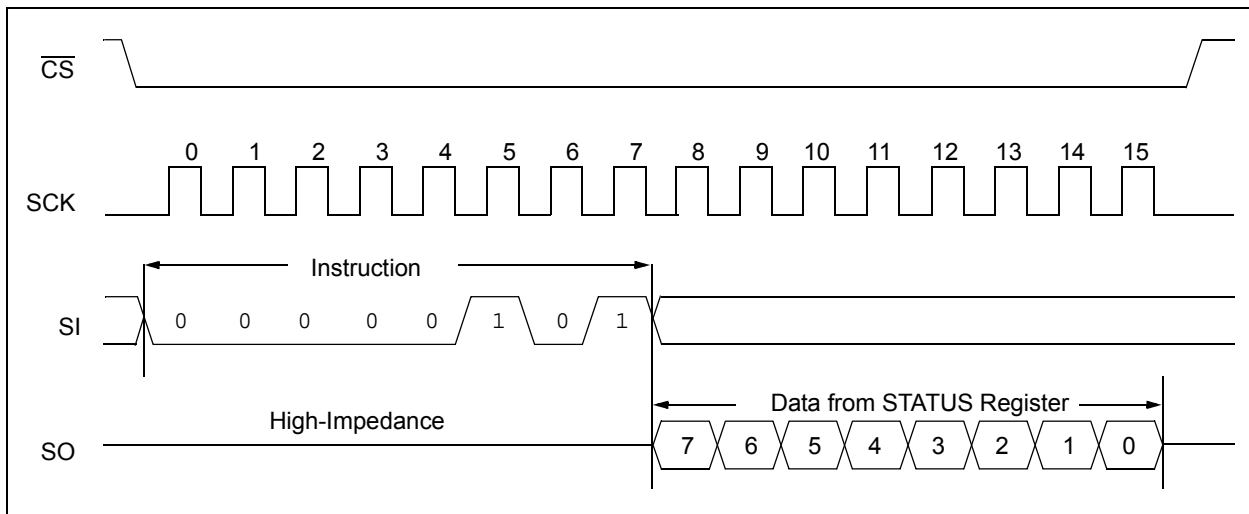 CS
0 1 2 3 4 5 6 7 8 9 10 11 12 13 14 15
SCK
Instruction
SI 0 0 0 0 0 1 0 1
High-Impedance
Data from STATUS Register
SO 7 6 5 4 3 2 1 0